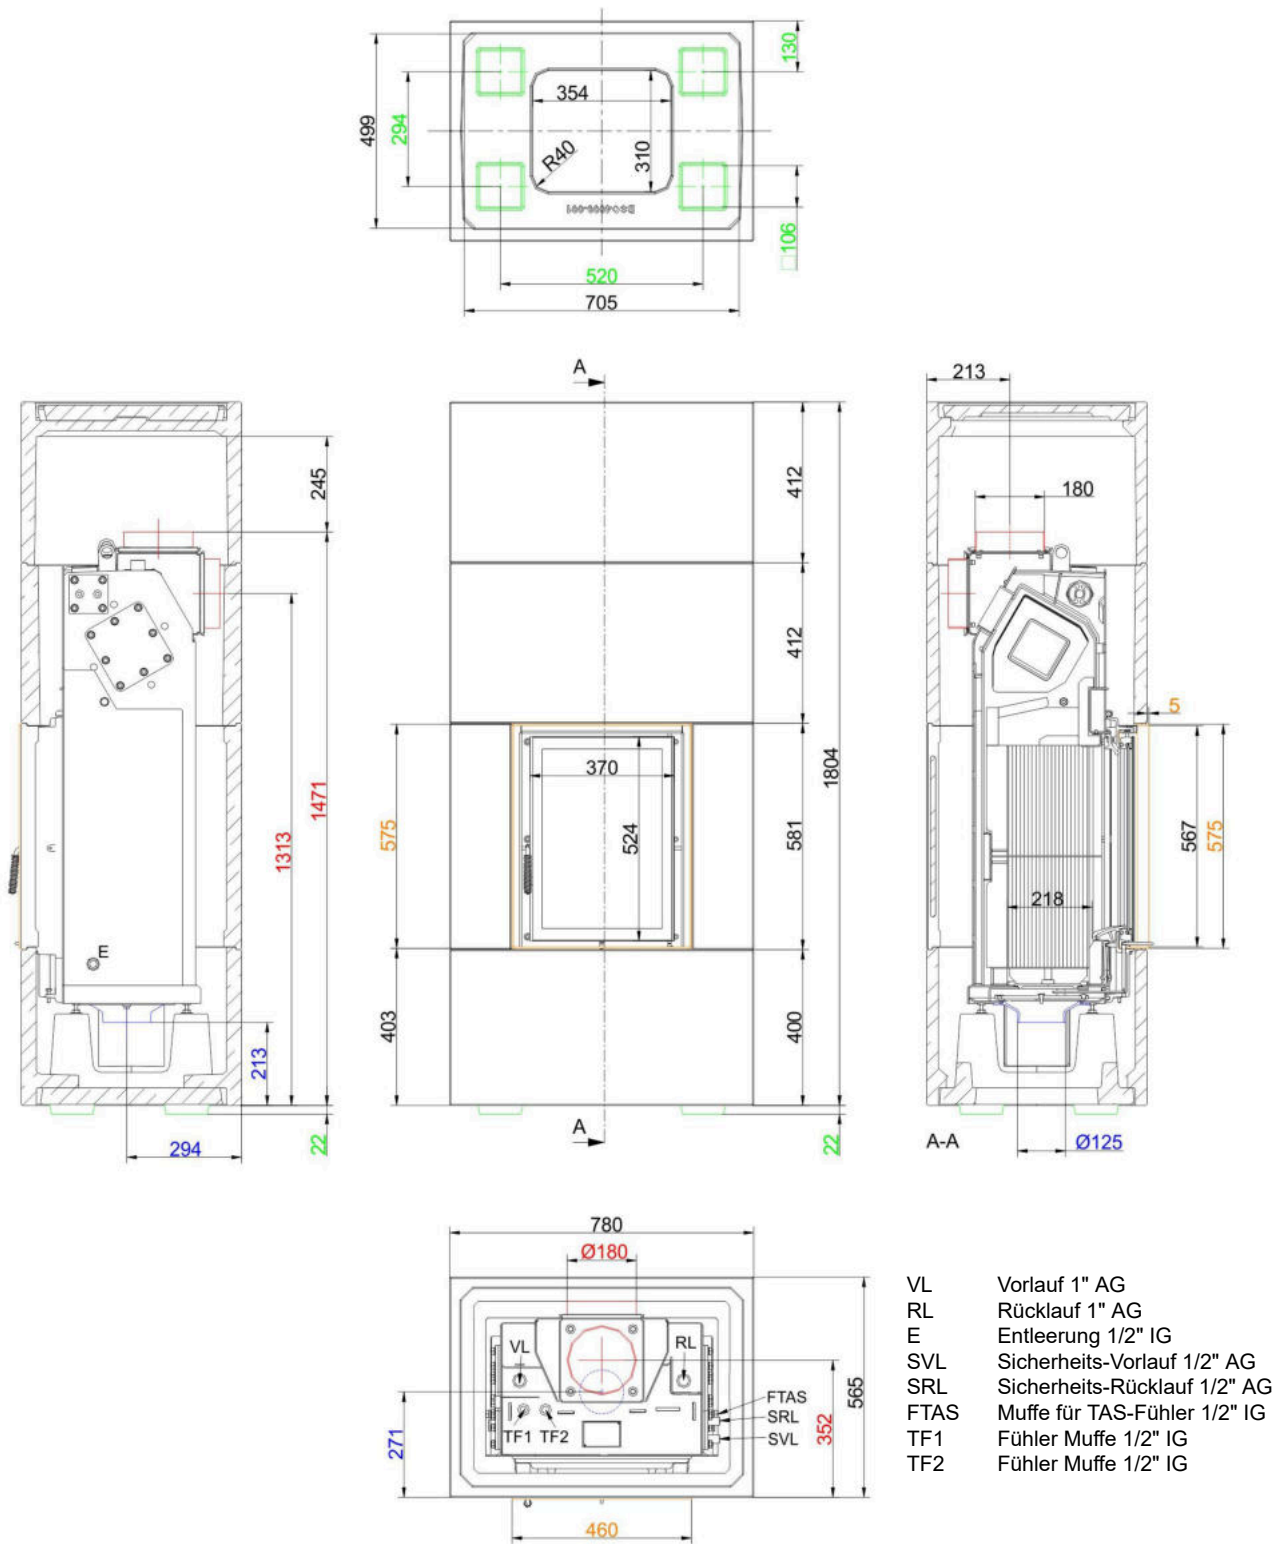 130
354
499
294
R40
310
□106
520
705
A
213
245
412
180
412
5
1471
1804
370
575
524
581
1313
567
575
218
E
403
400
213
22
294
A
22
A-A
Ø125
780
Ø180
VL
RL
565
FTAS
SRL
TF1 TF2
SVL
352
271
460
VL Vorlauf 1" AG
RL Rücklauf 1" AG
E Entleerung 1/2" IG
SVL Sicherheits-Vorlauf 1/2" AG
SRL Sicherheits-Rücklauf 1/2" AG
FTAS Muffe für TAS-Fühler 1/2" IG
TF1 Fühler Muffe 1/2" IG
TF2 Fühler Muffe 1/2" IG